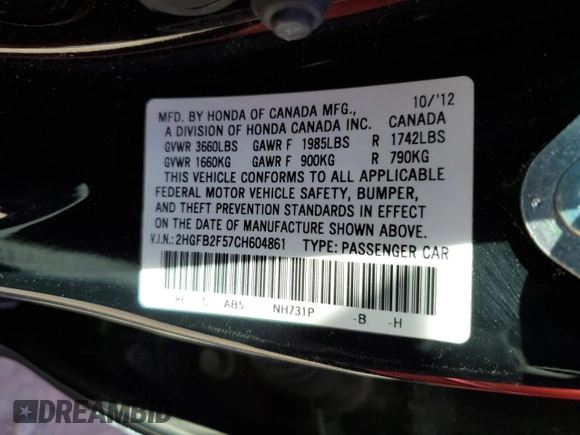 MFD. BY HONDA OF CANADA MFG., 10/'12
A DIVISION OF HONDA CANADA INC. CANADA
GVWR 3660LBS GAWR F 1985LBS R 1742LBS
GVWR 1660KG GAWR F 900KG R 790KG
THIS VEHICLE CONFORMS TO ALL APPLICABLE
FEDERAL MOTOR VEHICLE SAFETY, BUMPER,
AND THEFT PREVENTION STANDARDS IN EFFECT
ON THE DATE OF MANUFACTURE SHOWN ABOVE.
V.I.N.: 2HGFB2F57CH604861 TYPE: PASSENGER CAR
AB5 NH731P -B -H
DREAMBID